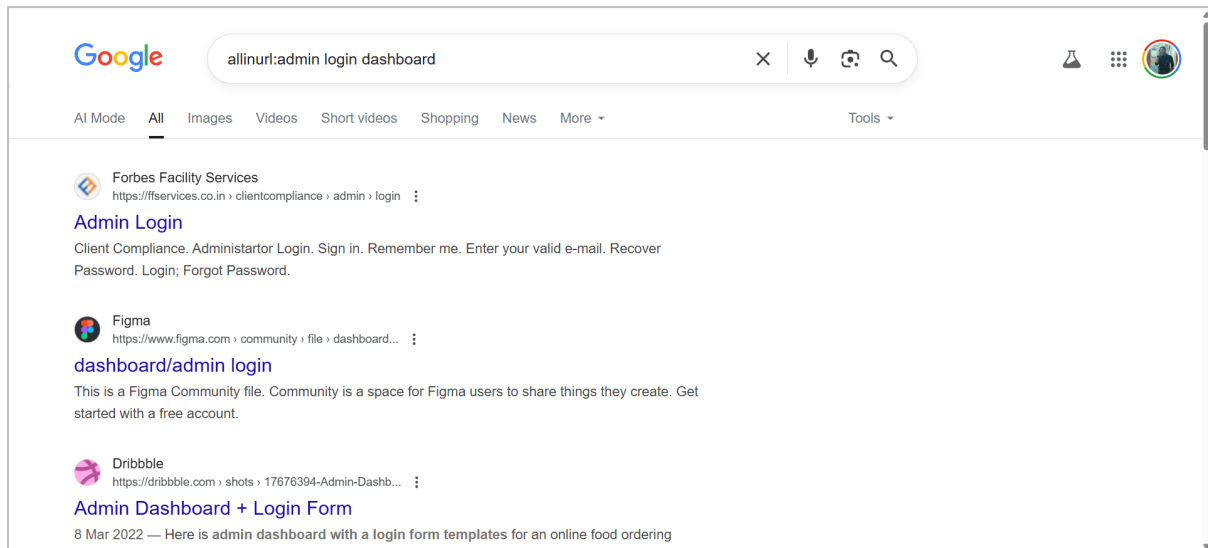 Google
allinurl:admin login dashboard
AI Mode All Images Videos Short videos Shopping News More Tools
Forbes Facility Services
https://ffservices.co.in › clientcompliance › admin › login
Admin Login
Client Compliance. Administartor Login. Sign in. Remember me. Enter your valid e-mail. Recover
Password. Login; Forgot Password.
Figma
https://www.figma.com › community › file › dashboard...
dashboard/admin login
This is a Figma Community file. Community is a space for Figma users to share things they create. Get
started with a free account.
Dribbble
https://dribbble.com › shots › 17676394-Admin-Dashb...
Admin Dashboard + Login Form
8 Mar 2022 — Here is admin dashboard with a login form templates for an online food ordering